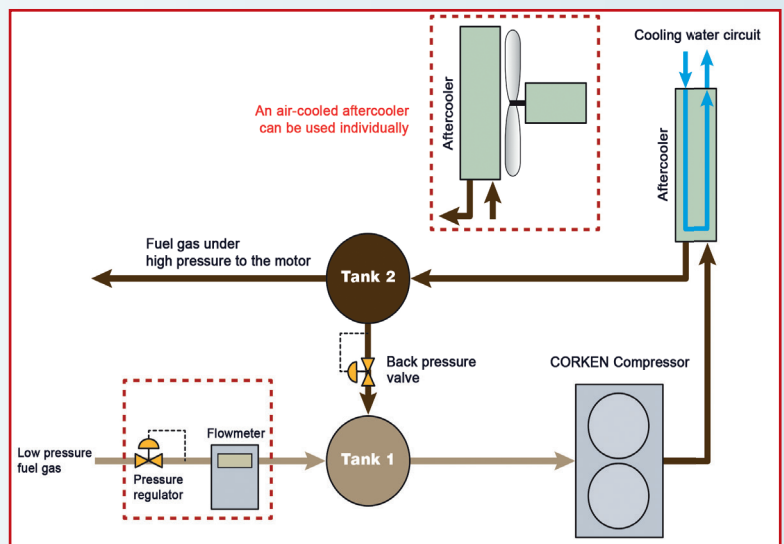 Cooling water circuit
An air-cooled aftercooler
can be used individually
Aftercooler
Aftercooler
Fuel gas under
high pressure to the motor
Tank 2
Back pressure
valve
CORKEN Compressor
Low pressure
fuel gas
Flowmeter
Pressure
regulator
Tank 1